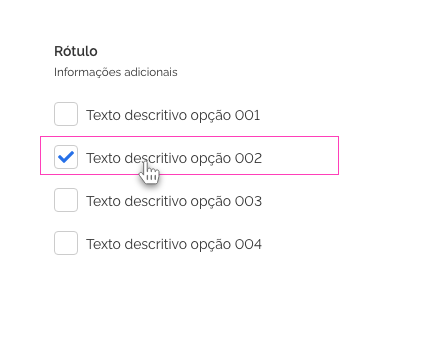 Rótulo
Informações adicionais
Texto descritivo opção 001
Texto descritivo opção 002
Texto descritivo opção 003
Texto descritivo opção 004